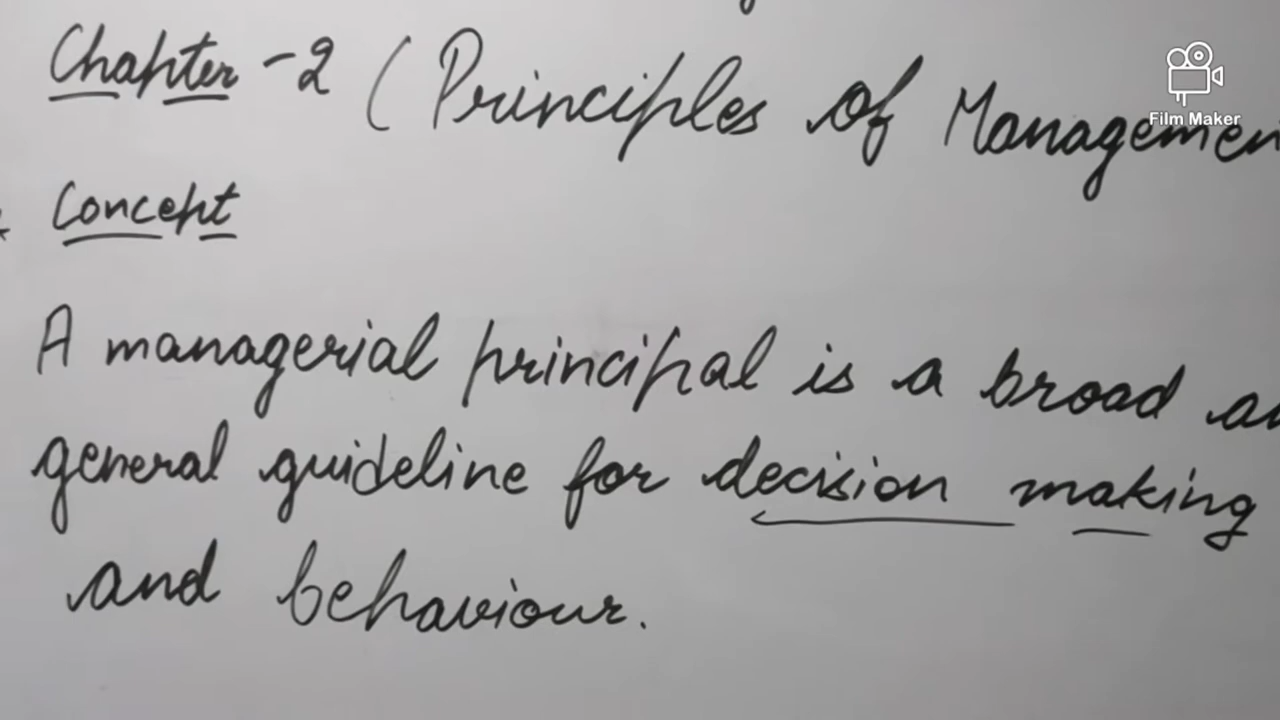 Chapter - 2 (Principles of Managemen
Film Maker
Concept
A managerial principal is a broad a
general guideline for decision making
and behaviour.